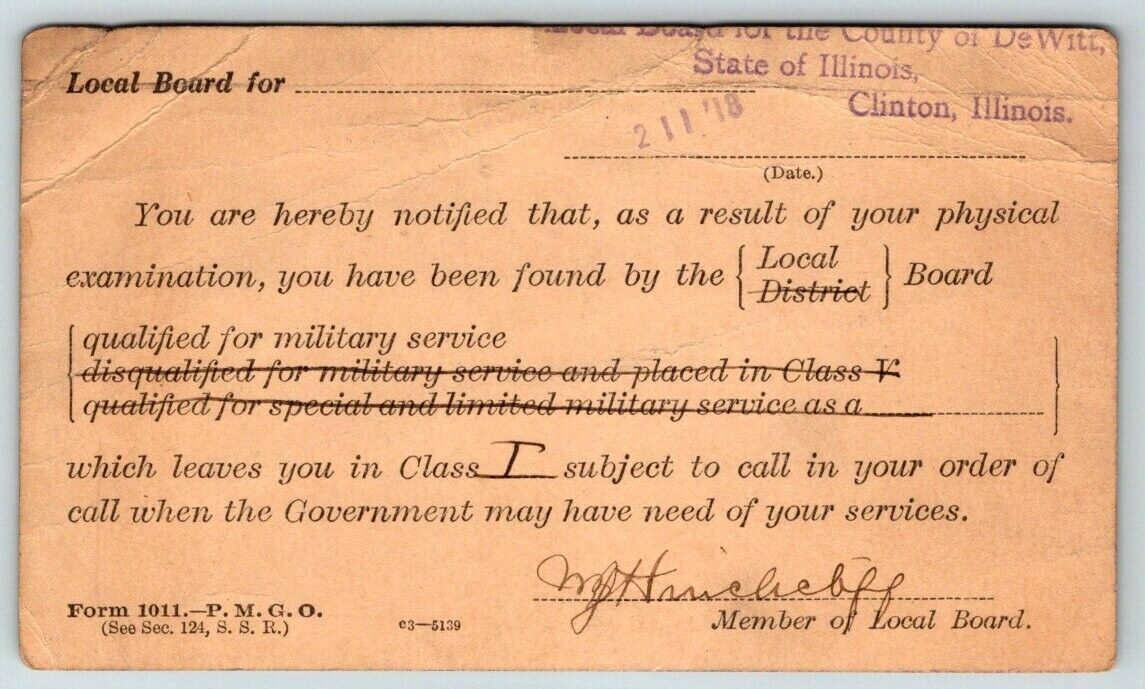 Local Board for the County of DeWitt,
State of Illinois,
Local Board for
Clinton, Illinois.
2 11 '18
(Date.)
You are hereby notified that, as a result of your physical
examination, you have been found by the { Local
District } Board
qualified for military service
disqualified for military service and placed in Class V
qualified for special and limited military service as a
which leaves you in Class I subject to call in your order of
call when the Government may have need of your services.
Hinchcliff
Form 1011.—P. M. G. O.
(See Sec. 124, S. S. R.)
c3—5139
Member of Local Board.